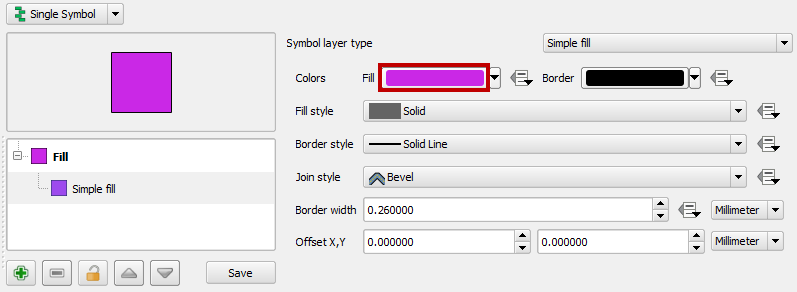 Single Symbol
Symbol layer type Simple fill
Colors Fill Border
Fill style Solid
Border style Solid Line
Join style Bevel
Border width 0.260000 Millimeter
Offset X,Y 0.000000 0.000000 Millimeter
Fill
Simple fill
Save